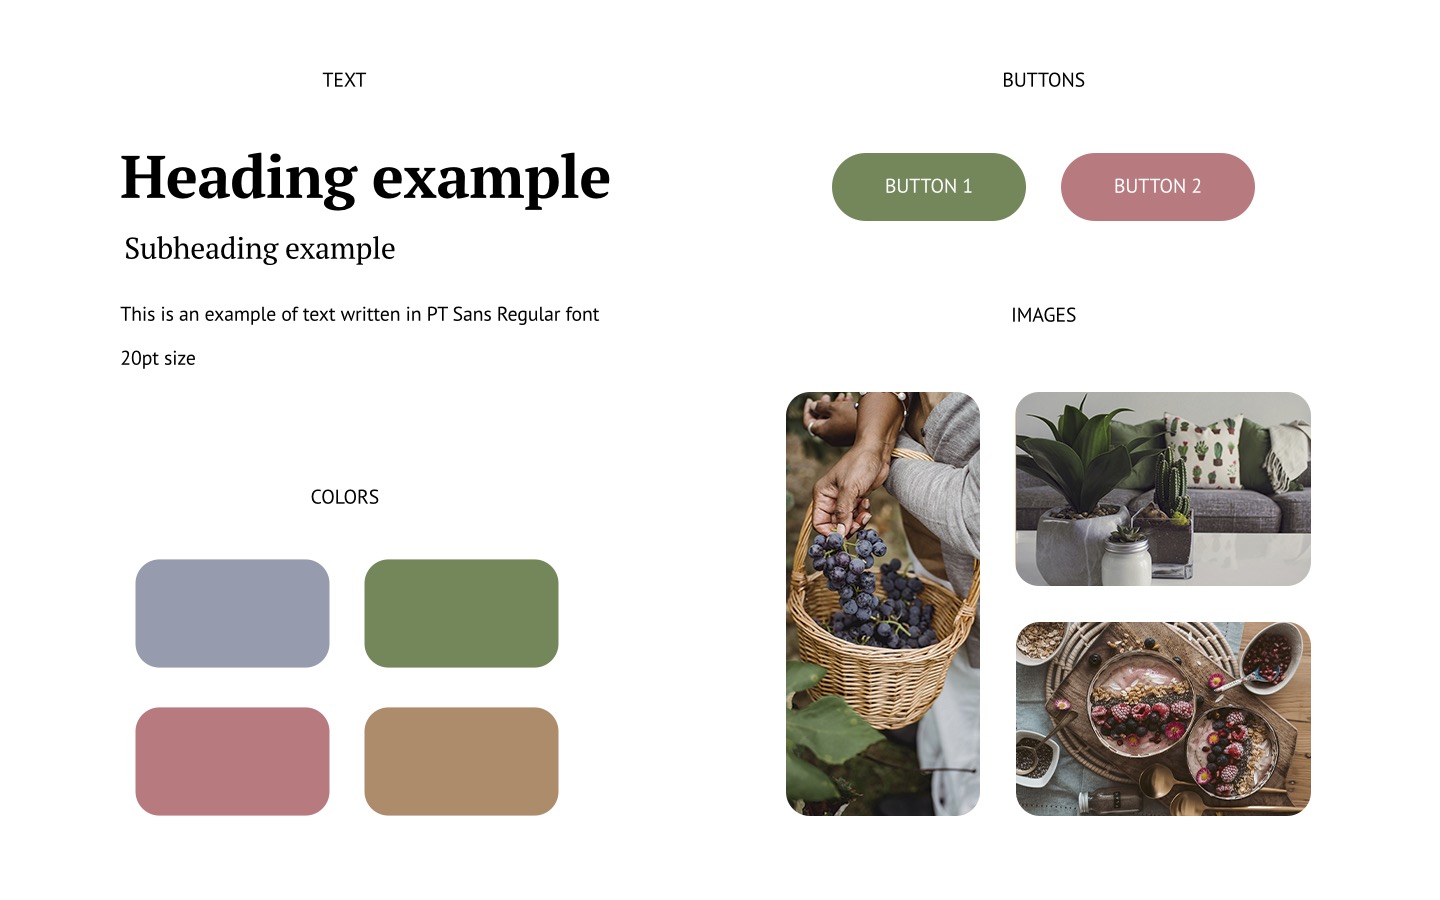 TEXT
Heading example
Subheading example
This is an example of text written in PT Sans Regular font
20pt size
COLORS
BUTTONS
BUTTON 1
BUTTON 2
IMAGES